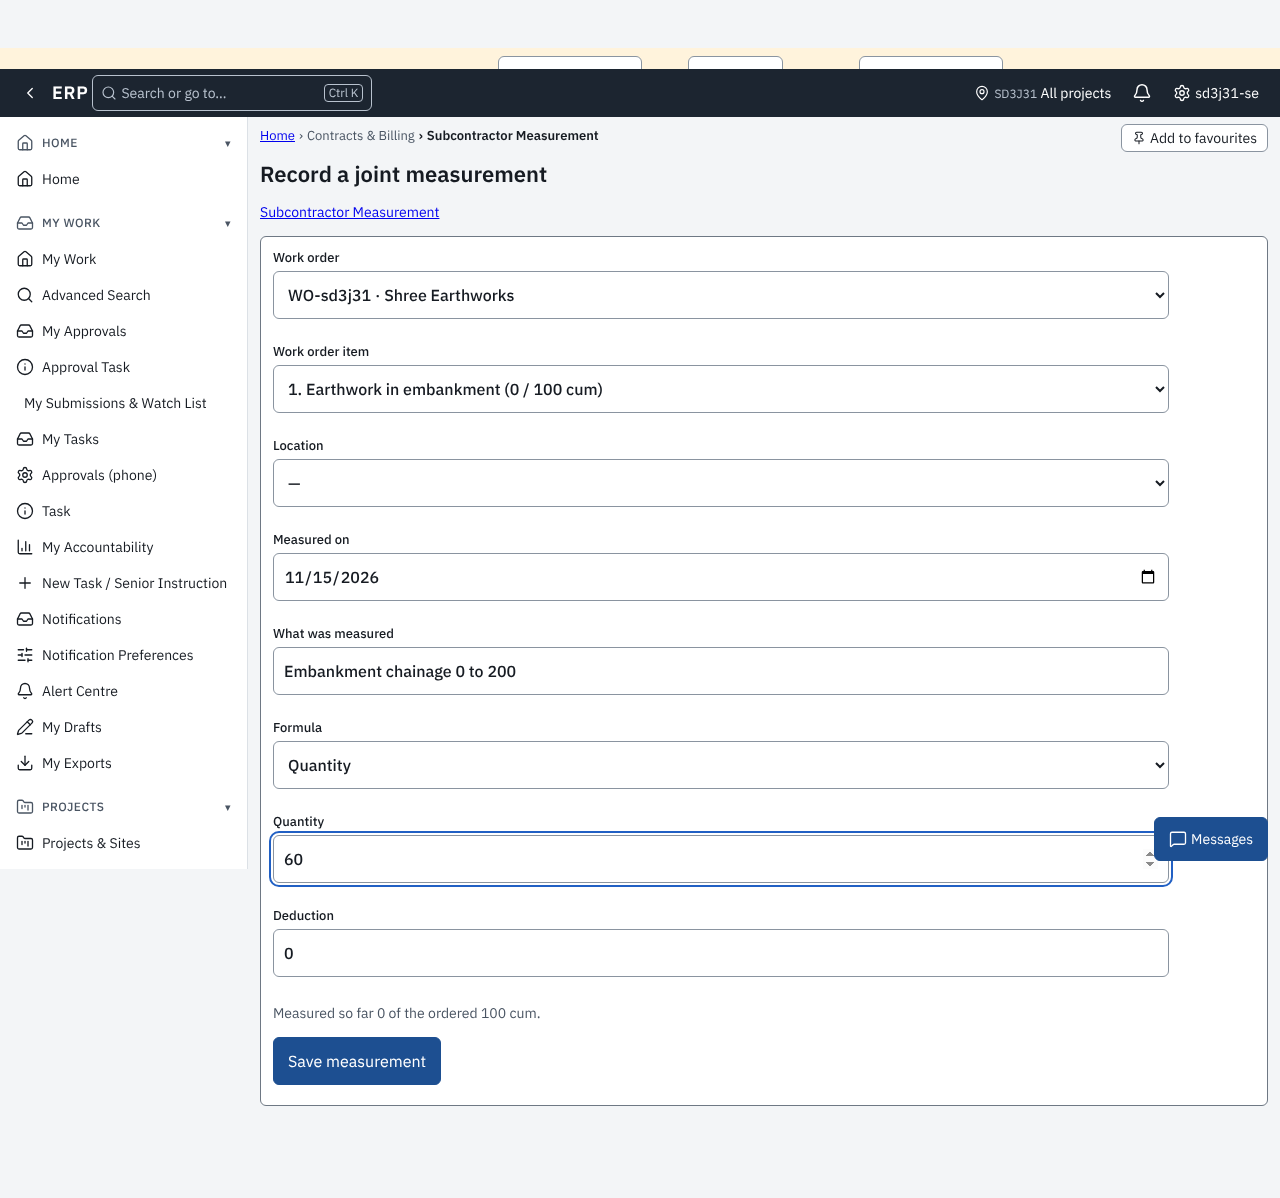 ERP
Search or go to...
Ctrl K
SD3J31 All projects
sd3j31-se
HOME
Home
MY WORK
My Work
Advanced Search
My Approvals
Approval Task
My Submissions & Watch List
My Tasks
Approvals (phone)
Task
My Accountability
New Task / Senior Instruction
Notifications
Notification Preferences
Alert Centre
My Drafts
My Exports
PROJECTS
Projects & Sites
Home › Contracts & Billing › Subcontractor Measurement
Add to favourites
Record a joint measurement
Subcontractor Measurement
Work order
WO-sd3j31 · Shree Earthworks
Work order item
1. Earthwork in embankment (0 / 100 cum)
Location
—
Measured on
11/15/2026
What was measured
Embankment chainage 0 to 200
Formula
Quantity
Quantity
60
Messages
Deduction
0
Measured so far 0 of the ordered 100 cum.
Save measurement